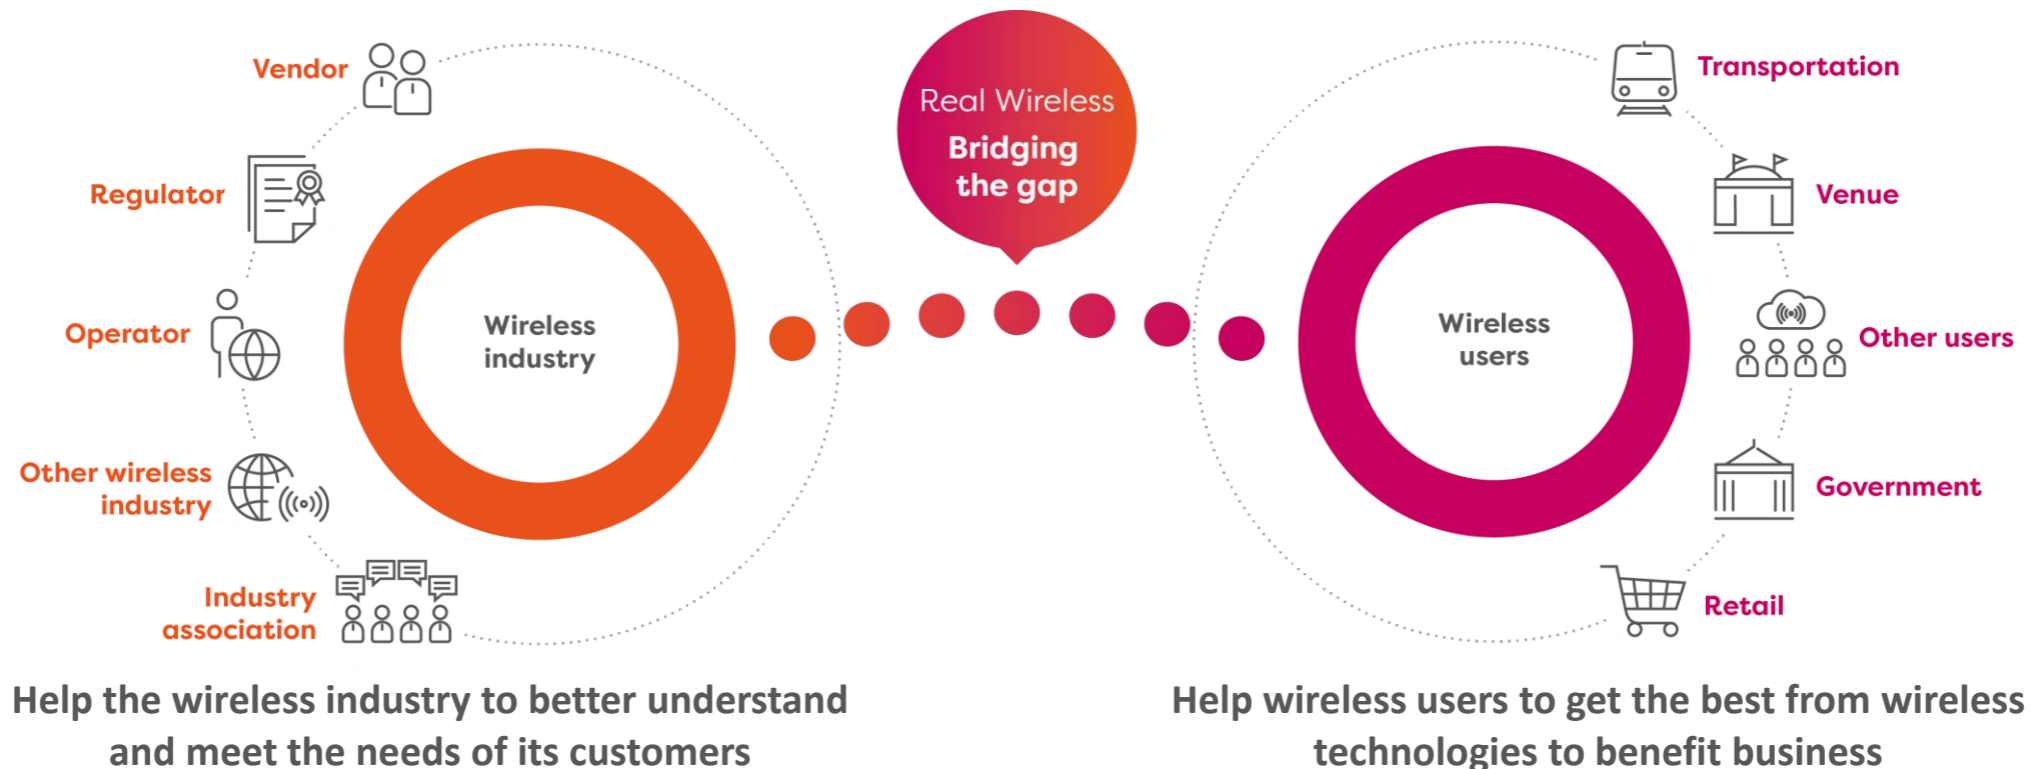 Vendor
Regulator
Operator
Other wireless
industry
Industry
association
Wireless
industry
Real Wireless
Bridging
the gap
Wireless
users
Transportation
Venue
Other users
Government
Retail
Help the wireless industry to better understand
and meet the needs of its customers
Help wireless users to get the best from wireless
technologies to benefit business